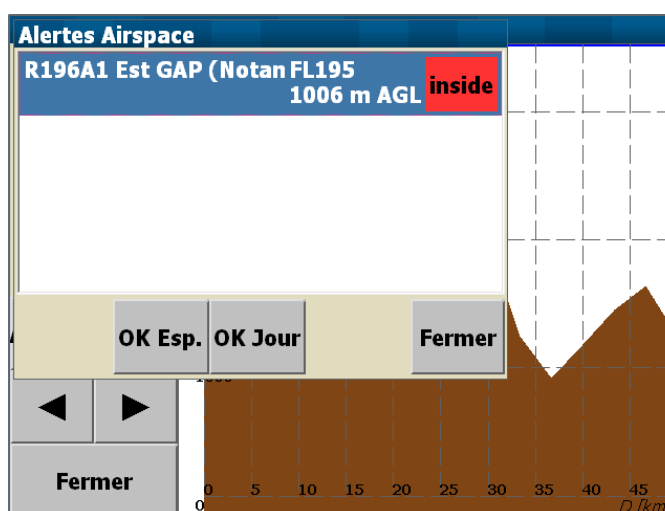 Alertes Airspace
R196A1 Est GAP (Notan FL195
1006 m AGL
inside
OK Esp.
OK Jour
Fermer
Fermer
0
0 5 10 15 20 25 30 35 40 45